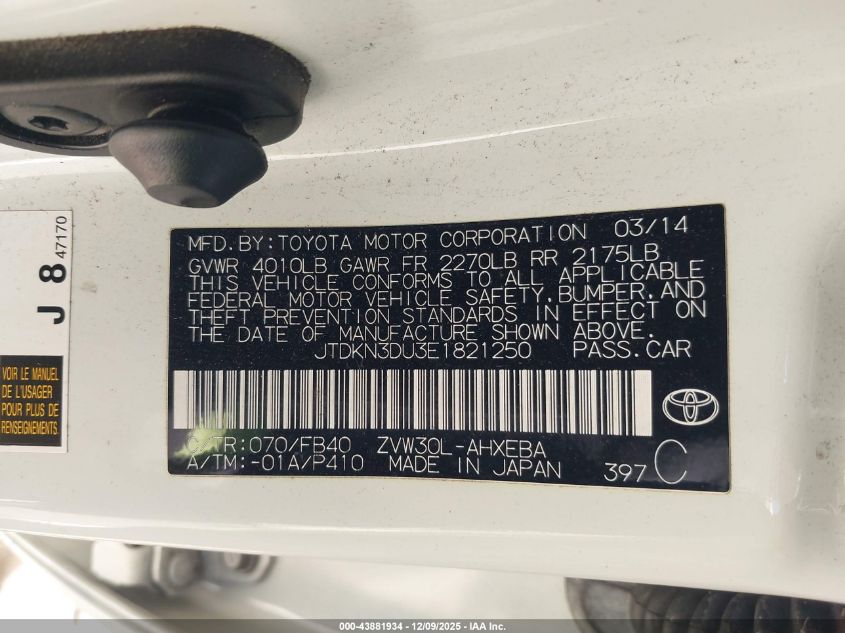 J 8
47170
VOIR LE MANUEL
DE L'USAGER
POUR PLUS DE
RENSEIGNEMENTS.
MFD. BY: TOYOTA MOTOR CORPORATION 03/14
GVWR 4010LB GAWR FR 2270LB RR 2175LB
THIS VEHICLE CONFORMS TO ALL APPLICABLE
FEDERAL MOTOR VEHICLE SAFETY, BUMPER, AND
THEFT PREVENTION STANDARDS IN EFFECT ON
THE DATE OF MANUFACTURE SHOWN ABOVE.
JTDKN3DU3E1821250 PASS.CAR
C/TR:070/FB40 ZVW30L-AHXEBA
A/TM:-01A/P410 MADE IN JAPAN 397 C
000-43881934 - 12/09/2025 - IAA Inc.